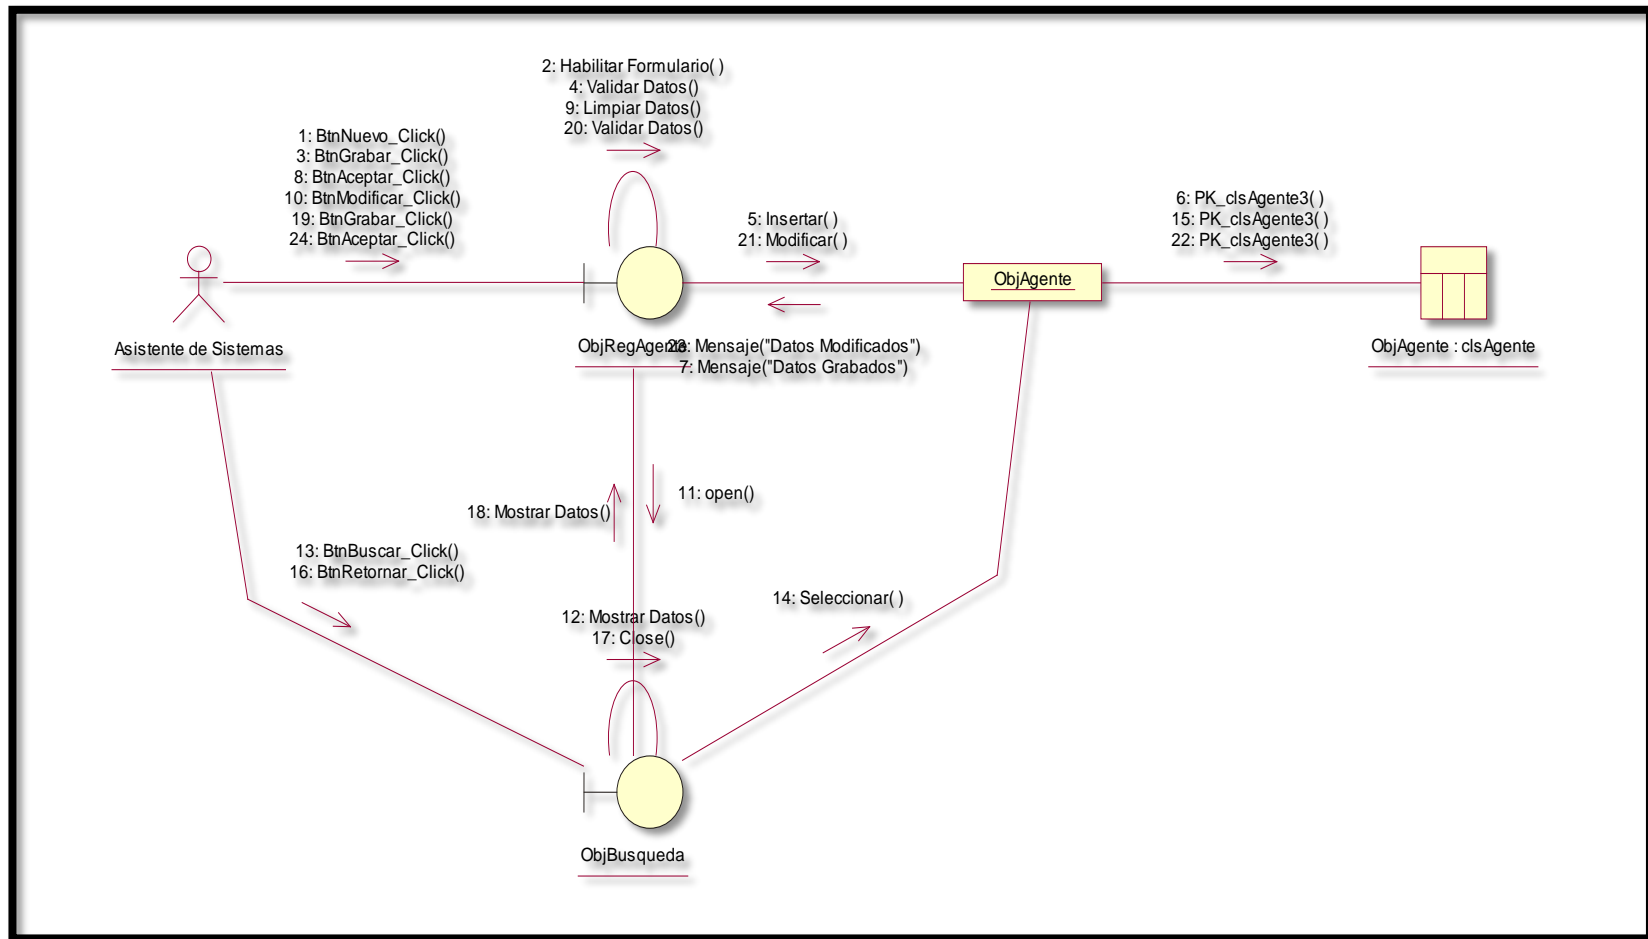 2: Habilitar Formulario( )
4: Validar Datos()
9: Limpiar Datos()
20: Validar Datos()
1: BtnNuevo_Click()
3: BtnGrabar_Click()
8: BtnAceptar_Click()
10: BtnModificar_Click()
19: BtnGrabar_Click()
24: BtnAceptar_Click()
5: Insertar( )
21: Modificar( )
6: PK_clsAgente3( )
15: PK_clsAgente3( )
22: PK_clsAgente3( )
ObjAgente
Asistente de Sistemas
ObjRegAgente
23: Mensaje("Datos Modificados")
7: Mensaje("Datos Grabados")
ObjAgente : clsAgente
11: open()
18: Mostrar Datos()
13: BtnBuscar_Click()
16: BtnRetornar_Click()
14: Seleccionar( )
12: Mostrar Datos()
17: Close()
ObjBusqueda